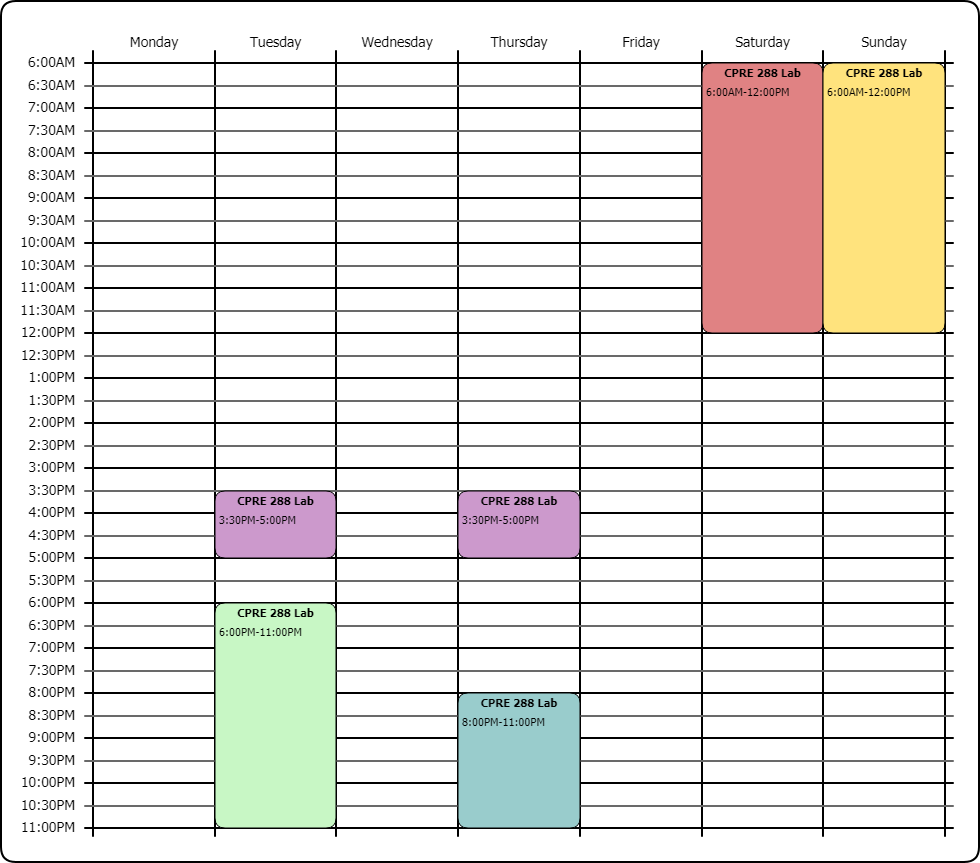 Monday Tuesday Wednesday Thursday Friday Saturday Sunday
6:00AM
CPRE 288 Lab CPRE 288 Lab
6:30AM
6:00AM-12:00PM 6:00AM-12:00PM
7:00AM
7:30AM
8:00AM
8:30AM
9:00AM
9:30AM
10:00AM
10:30AM
11:00AM
11:30AM
12:00PM
12:30PM
1:00PM
1:30PM
2:00PM
2:30PM
3:00PM
3:30PM
CPRE 288 Lab CPRE 288 Lab
4:00PM
3:30PM-5:00PM 3:30PM-5:00PM
4:30PM
5:00PM
5:30PM
6:00PM
CPRE 288 Lab
6:30PM
6:00PM-11:00PM
7:00PM
7:30PM
8:00PM
CPRE 288 Lab
8:30PM
8:00PM-11:00PM
9:00PM
9:30PM
10:00PM
10:30PM
11:00PM